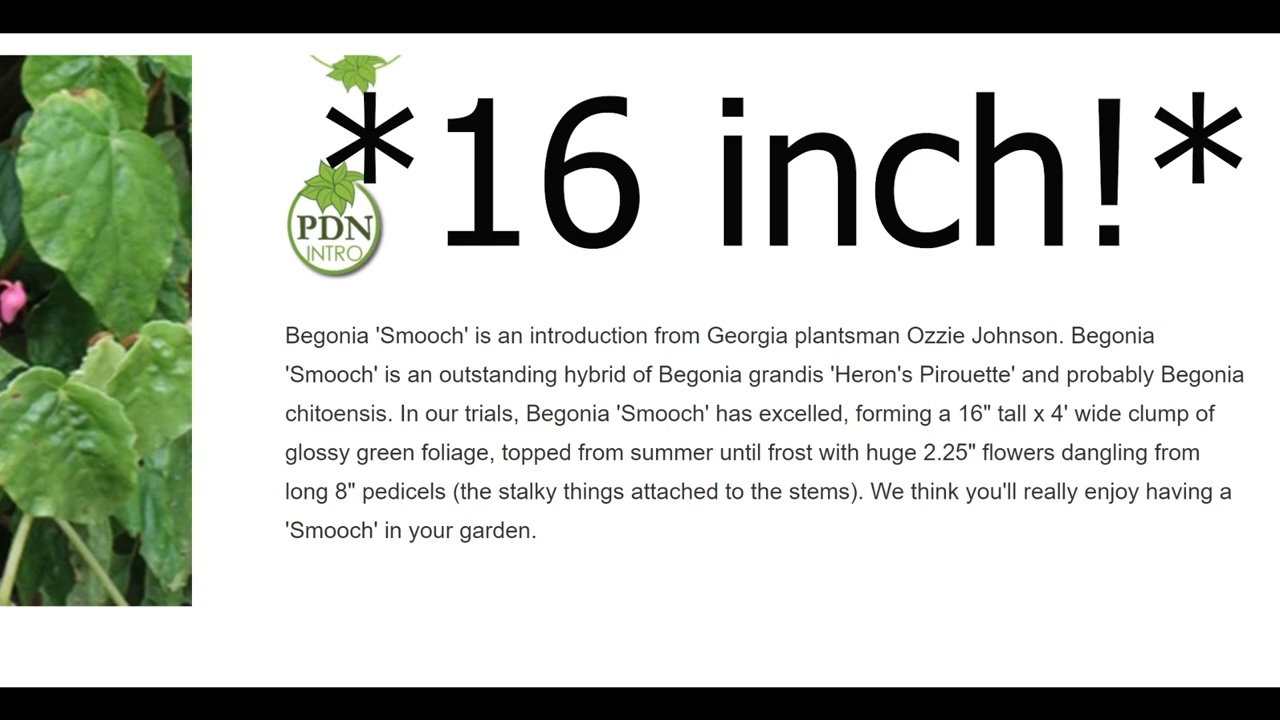 *16 inch!*
PDN
INTRO
Begonia 'Smooch' is an introduction from Georgia plantsman Ozzie Johnson. Begonia
'Smooch' is an outstanding hybrid of Begonia grandis 'Heron's Pirouette' and probably Begonia
chitoensis. In our trials, Begonia 'Smooch' has excelled, forming a 16" tall x 4' wide clump of
glossy green foliage, topped from summer until frost with huge 2.25" flowers dangling from
long 8" pedicels (the stalky things attached to the stems). We think you'll really enjoy having a
'Smooch' in your garden.